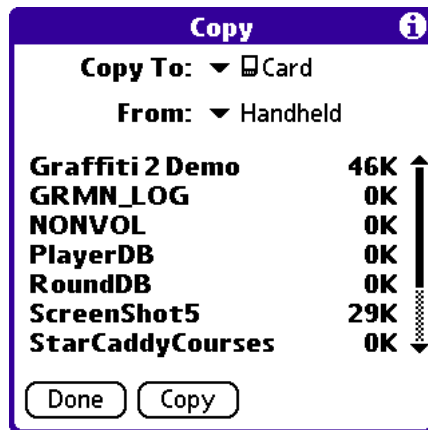 Copy
Copy To: Card
From: Handheld
Graffiti 2 Demo 46K
GRMN_LOG 0K
NONVOL 0K
PlayerDB 0K
RoundDB 0K
ScreenShot5 29K
StarCaddyCourses 0K
Done Copy